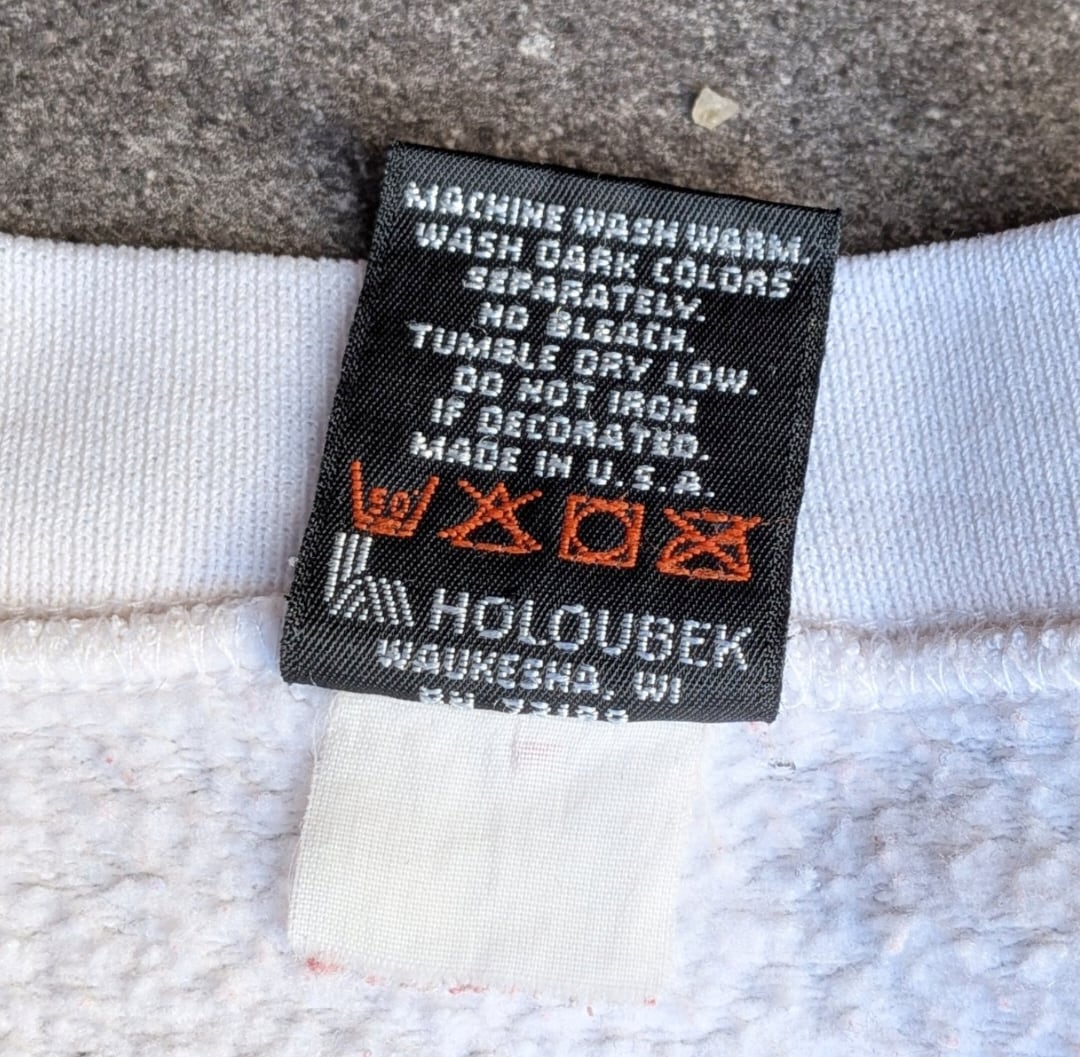 MACHINE WASH WARM.
WASH DARK COLORS
SEPARATELY.
NO BLEACH.
TUMBLE DRY LOW.
DO NOT IRON
IF DECORATED.
MADE IN U.S.A.
50°
HOLOUBEK
WAUKESHA, WI